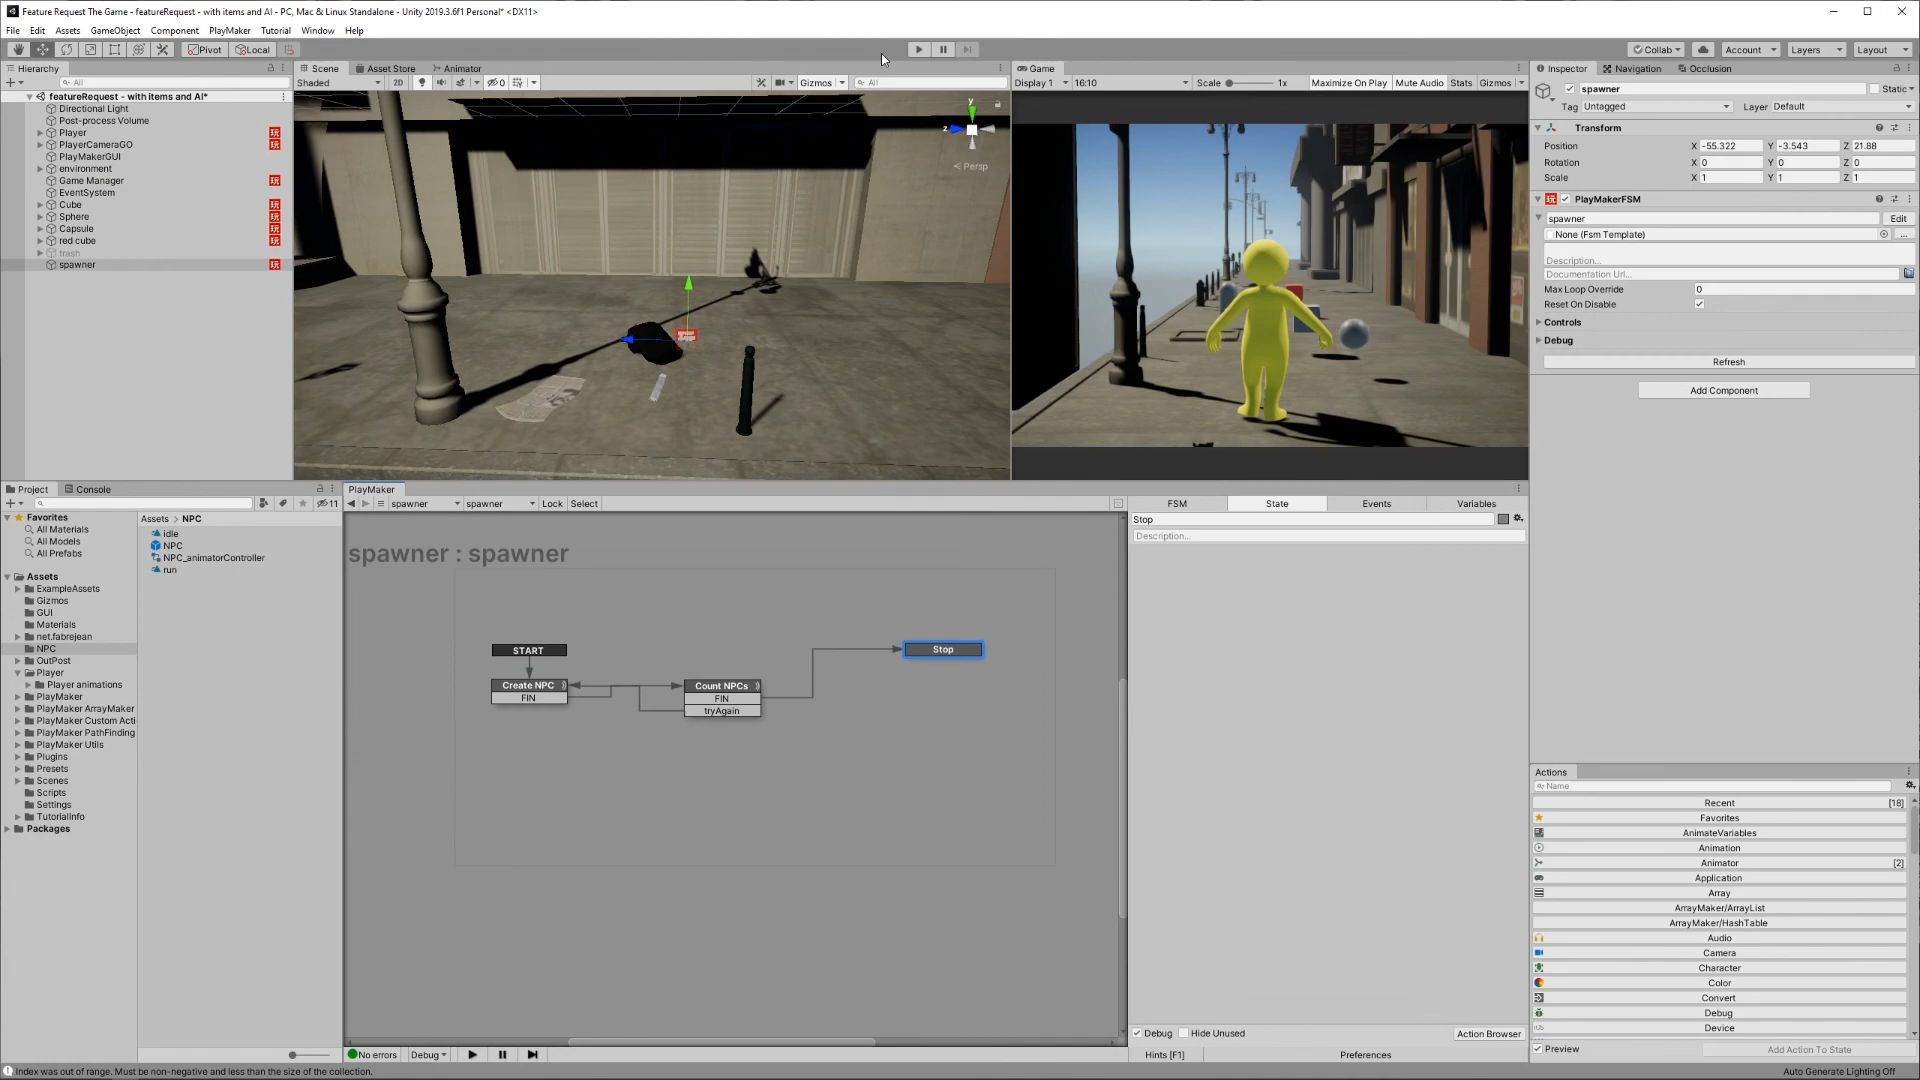 Feature Request The Game - featureRequest - with items and AI - PC, Mac & Linux Standalone - Unity 2019.3.6f1 Personal* <DX11>
File Edit Assets GameObject Component PlayMaker Tutorial Window Help
Pivot Local Collab Account Layers Layout
Hierarchy
All
featureRequest - with items and AI*
Directional Light
Post-process Volume
Player 玩
PlayerCameraGO 玩
PlayMakerGUI
environment
Game Manager 玩
EventSystem
Cube 玩
Sphere 玩
Capsule 玩
red cube 玩
trash
spawner 玩
Scene Asset Store Animator
Shaded 2D 0 Gizmos All
y
z
Persp
Game
Display 1 16:10 Scale 1x Maximize On Play Mute Audio Stats Gizmos
Inspector Navigation Occlusion
spawner Static
Tag Untagged Layer Default
Transform
Position X -55.322 Y -3.543 Z 21.88
Rotation X 0 Y 0 Z 0
Scale X 1 Y 1 Z 1
玩 PlayMakerFSM
spawner Edit
None (Fsm Template) ...
Description...
Documentation Url...
Max Loop Override 0
Reset On Disable
Controls
Debug
Refresh
Add Component
Project Console
11
Favorites
All Materials
All Models
All Prefabs
Assets
ExampleAssets
Gizmos
GUI
Materials
net.fabrejean
NPC
OutPost
Player
Player animations
PlayMaker
PlayMaker ArrayMaker
PlayMaker Custom Acti
PlayMaker PathFinding
PlayMaker Utils
Plugins
Presets
Scenes
Scripts
Settings
TutorialInfo
Packages
Assets > NPC
idle
NPC
NPC_animatorController
run
PlayMaker
spawner spawner Lock Select
spawner : spawner
START
Create NPC
FIN
Count NPCs
FIN
tryAgain
Stop
No errors Debug
FSM State Events Variables
Stop
Description...
Debug Hide Unused Action Browser
Hints [F1] Preferences
Actions
Name
Recent [18]
Favorites
AnimateVariables
Animation
Animator [2]
Application
Array
ArrayMaker/ArrayList
ArrayMaker/HashTable
Audio
Camera
Character
Color
Convert
Debug
Device
Preview Add Action To State
Index was out of range. Must be non-negative and less than the size of the collection.
Auto Generate Lighting Off